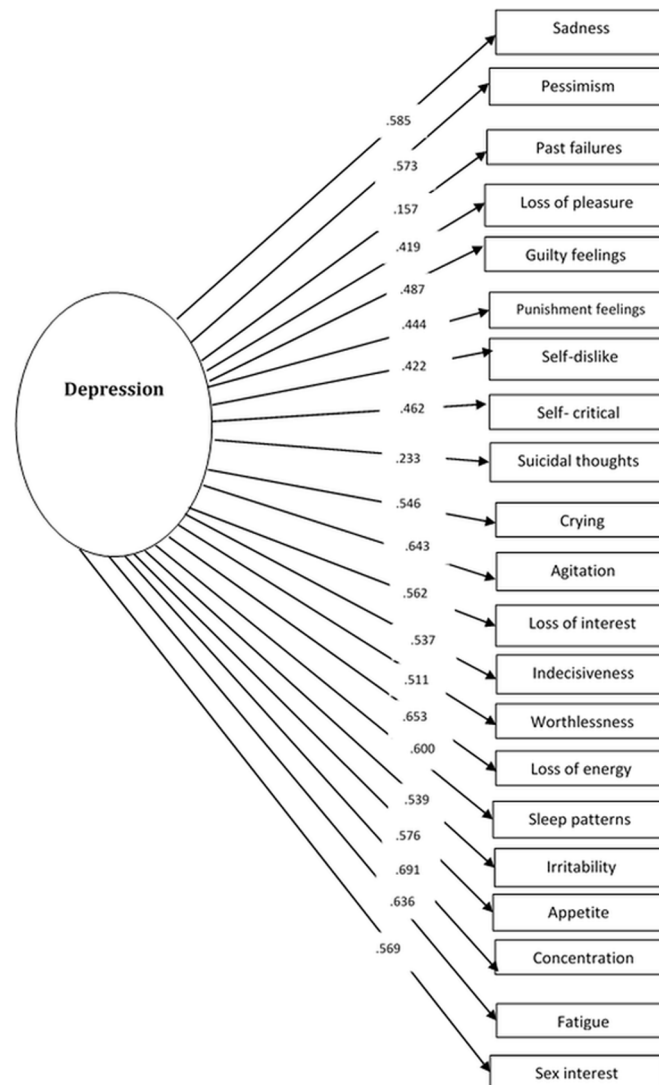 Sadness
.585
Pessimism
.573
Past failures
.157
Loss of pleasure
.419
Guilty feelings
.487
Punishment feelings
.444
Self-dislike
.422
Self- critical
.462
Suicidal thoughts
.233
Depression
Crying
.546
Agitation
.643
Loss of interest
.562
Indecisiveness
.537
Worthlessness
.511
Loss of energy
.653
Sleep patterns
.600
Irritability
.539
Appetite
.576
Concentration
.691
Fatigue
.636
Sex interest
.569